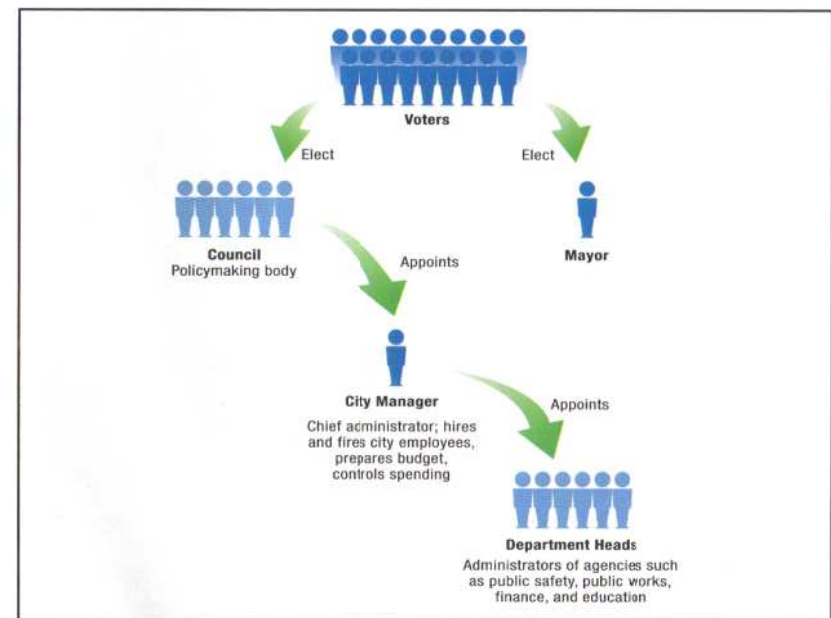 Voters
Elect
Elect
Council
Policymaking body
Mayor
Appoints
City Manager
Chief administrator; hires
and fires city employees,
prepares budget,
controls spending
Appoints
Department Heads
Administrators of agencies such
as public safety, public works,
finance, and education